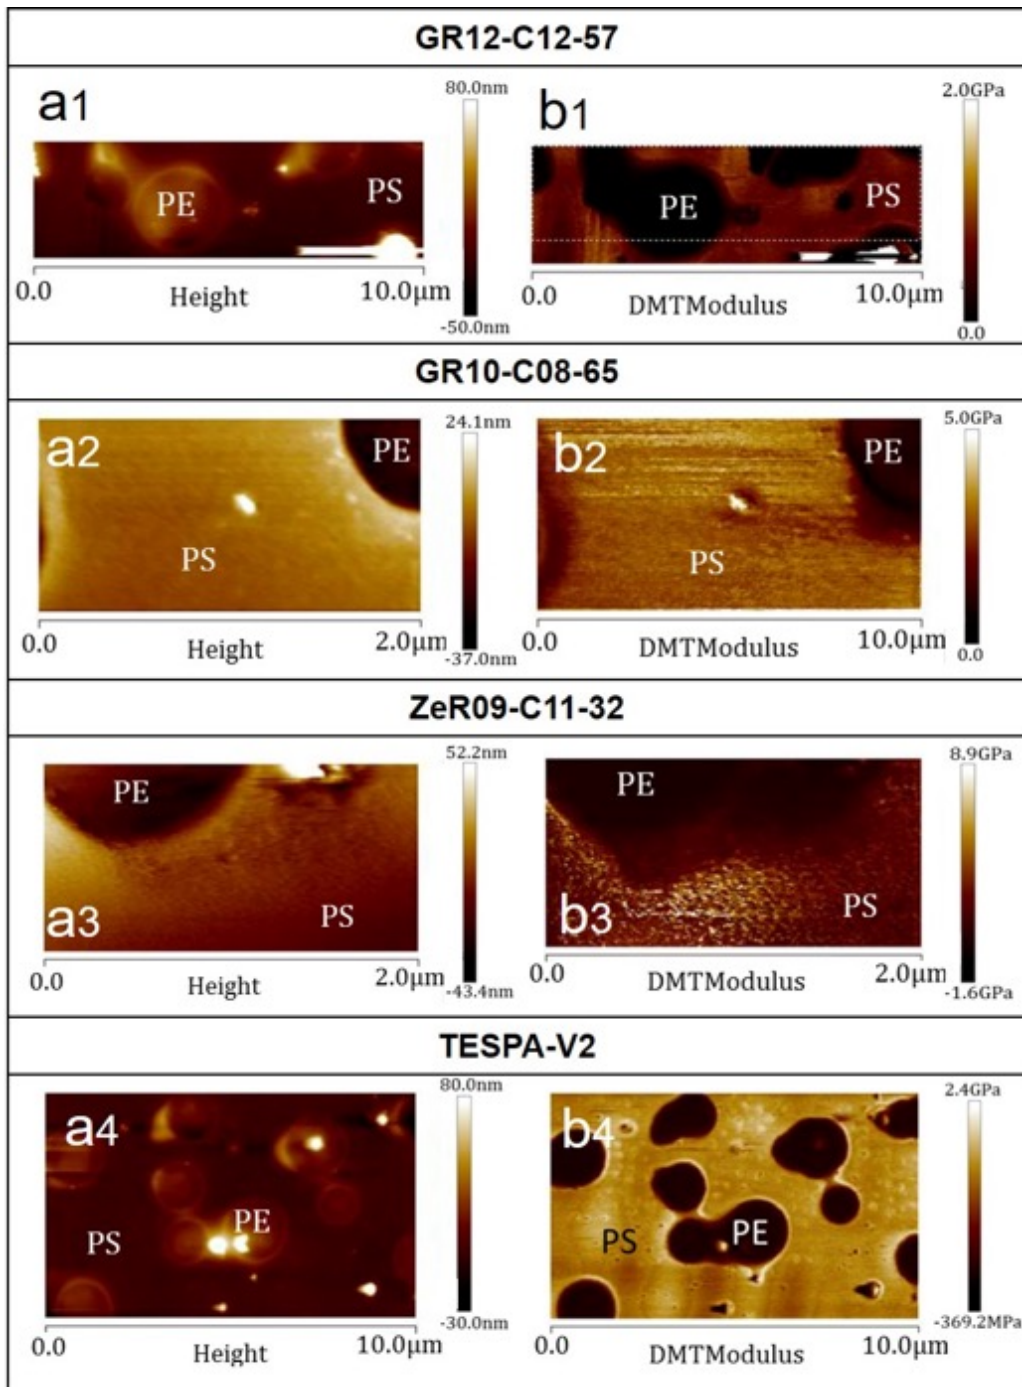 GR12-C12-57
a1
80.0nm
PE
PS
-50.0nm
0.0
10.0µm
Height
b1
2.0GPa
PE
PS
0.0
0.0
10.0µm
DMTModulus
GR10-C08-65
a2
24.1nm
PE
PS
-37.0nm
0.0
2.0µm
Height
b2
5.0GPa
PE
PS
0.0
0.0
10.0µm
DMTModulus
ZeR09-C11-32
52.2nm
PE
a3
PS
-43.4nm
0.0
2.0µm
Height
8.9GPa
PE
b3
PS
-1.6GPa
0.0
2.0µm
DMTModulus
TESPA-V2
80.0nm
a4
PE
PS
-30.0nm
0.0
10.0µm
Height
2.4GPa
b4
PS
PE
-369.2MPa
0.0
10.0µm
DMTModulus